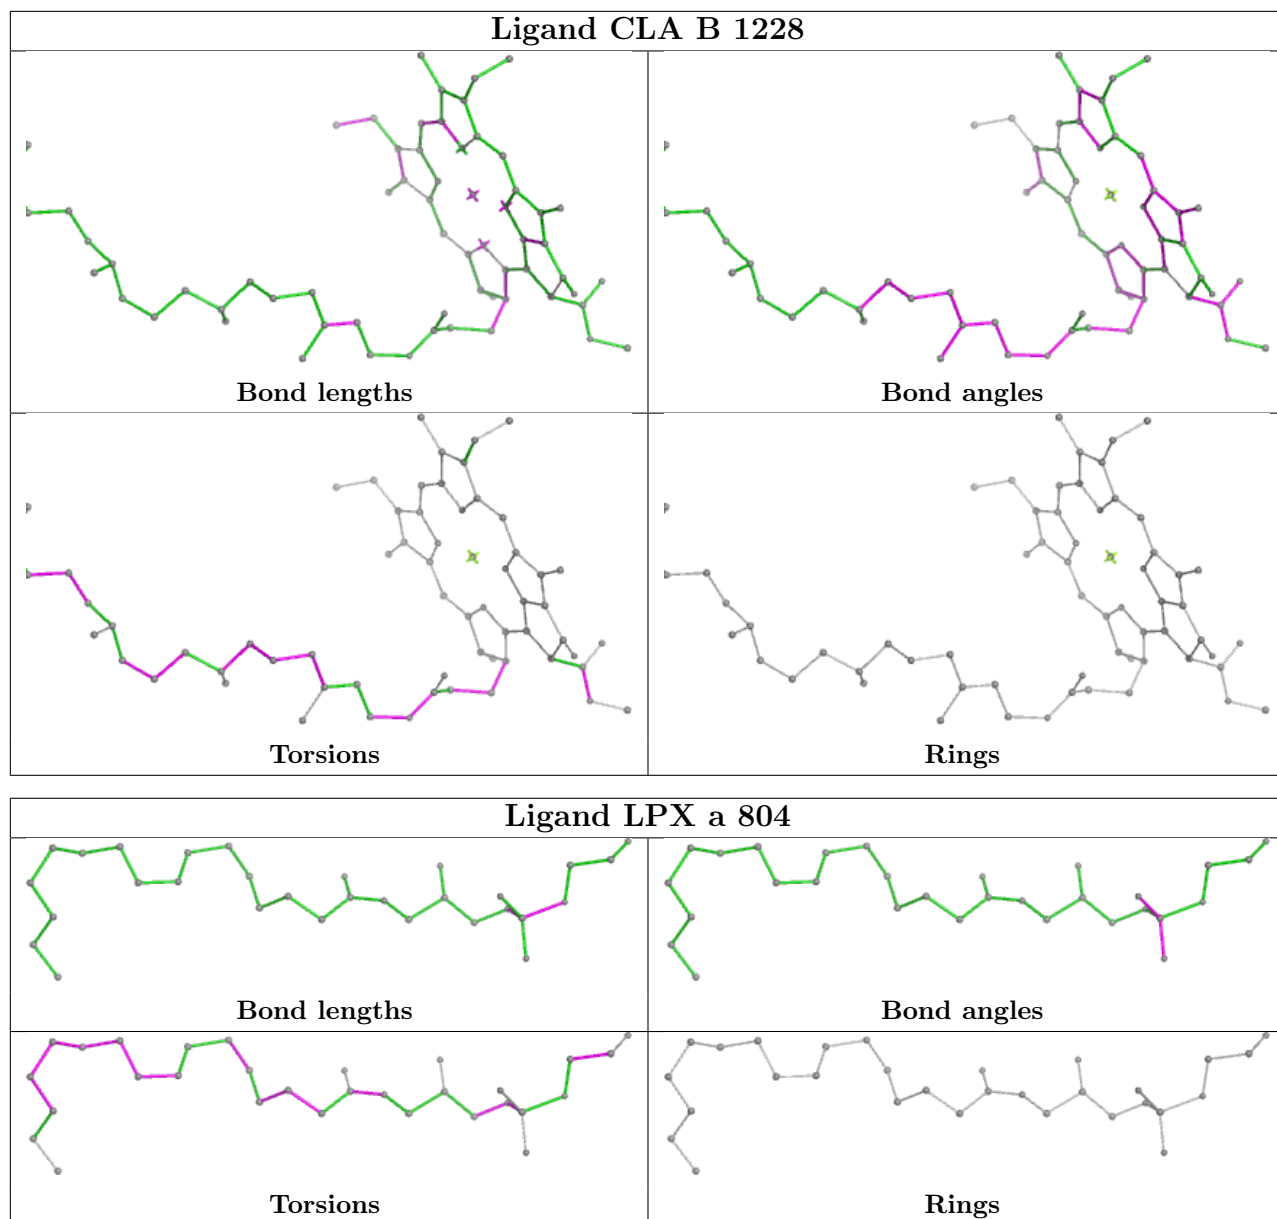 Ligand CLA B 1228
Bond lengths
Bond angles
Torsions
Rings
Ligand LPX a 804
Bond lengths
Bond angles
Torsions
Rings